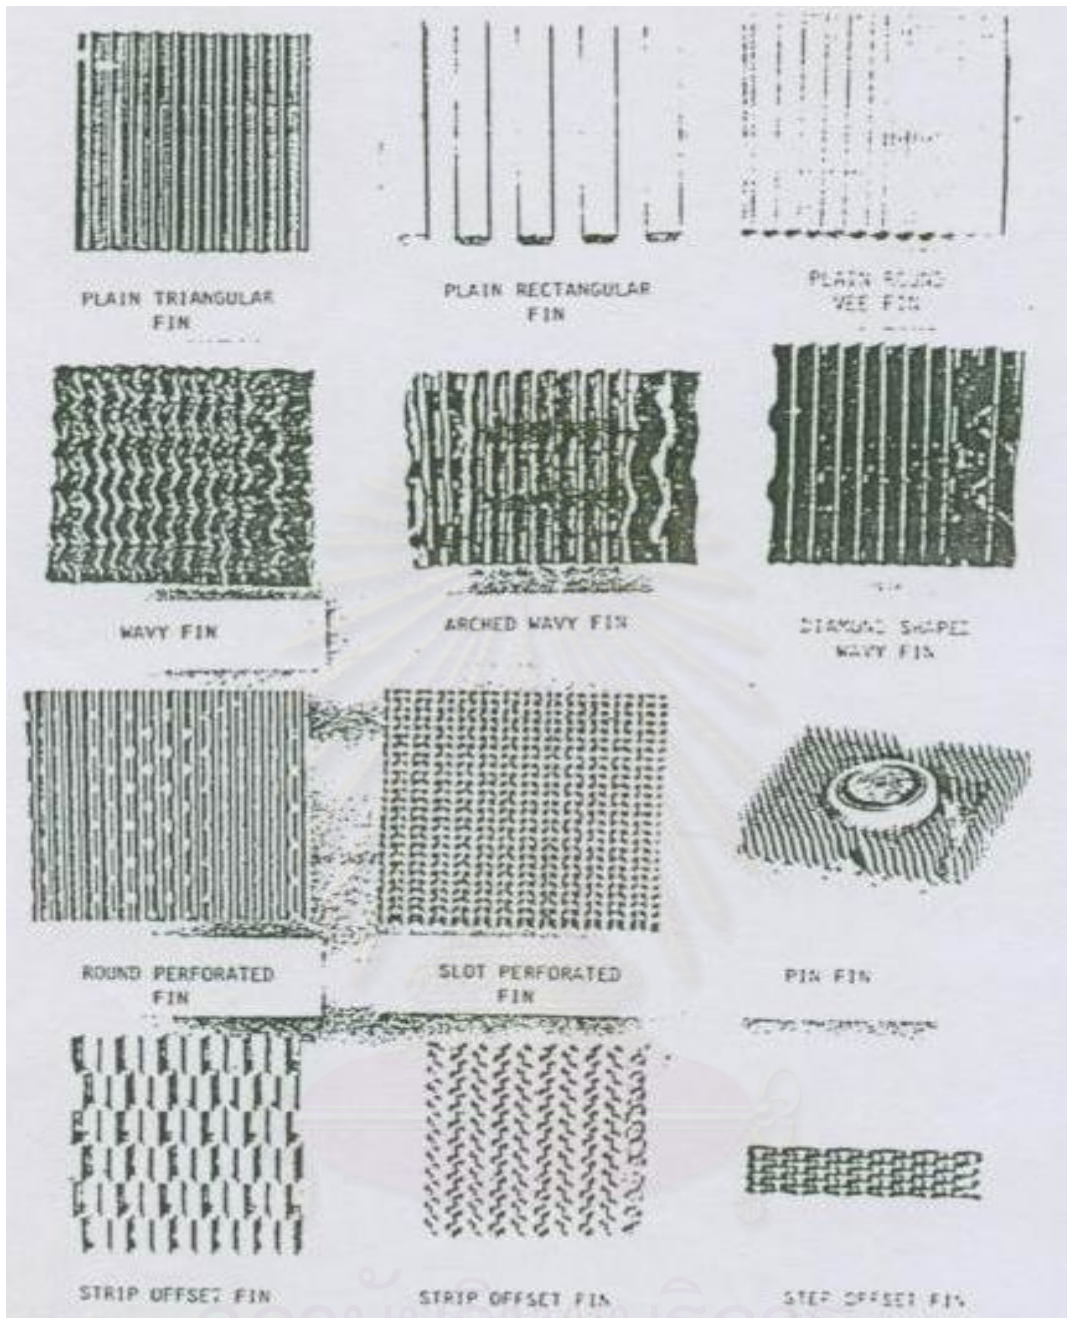 PLAIN TRIANGULAR
FIN
PLAIN RECTANGULAR
FIN
PLAIN ROUND
VEE FIN
WAVY FIN
ARCHED WAVY FIN
DIAMOND SHAPED
WAVY FIN
ROUND PERFORATED
FIN
SLOT PERFORATED
FIN
PIN FIN
STRIP OFFSET FIN
STRIP OFFSET FIN
STEP OFFSET FIN